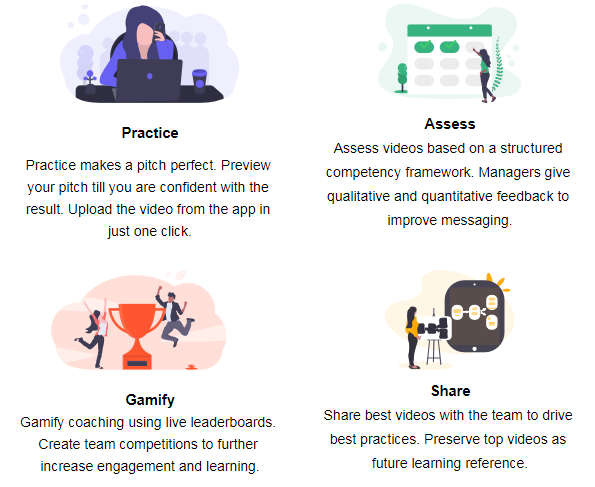 Practice
Practice makes a pitch perfect. Preview
your pitch till you are confident with the
result. Upload the video from the app in
just one click.
Assess
Assess videos based on a structured
competency framework. Managers give
qualitative and quantitative feedback to
improve messaging.
Gamify
Gamify coaching using live leaderboards.
Create team competitions to further
increase engagement and learning.
Share
Share best videos with the team to drive
best practices. Preserve top videos as
future learning reference.